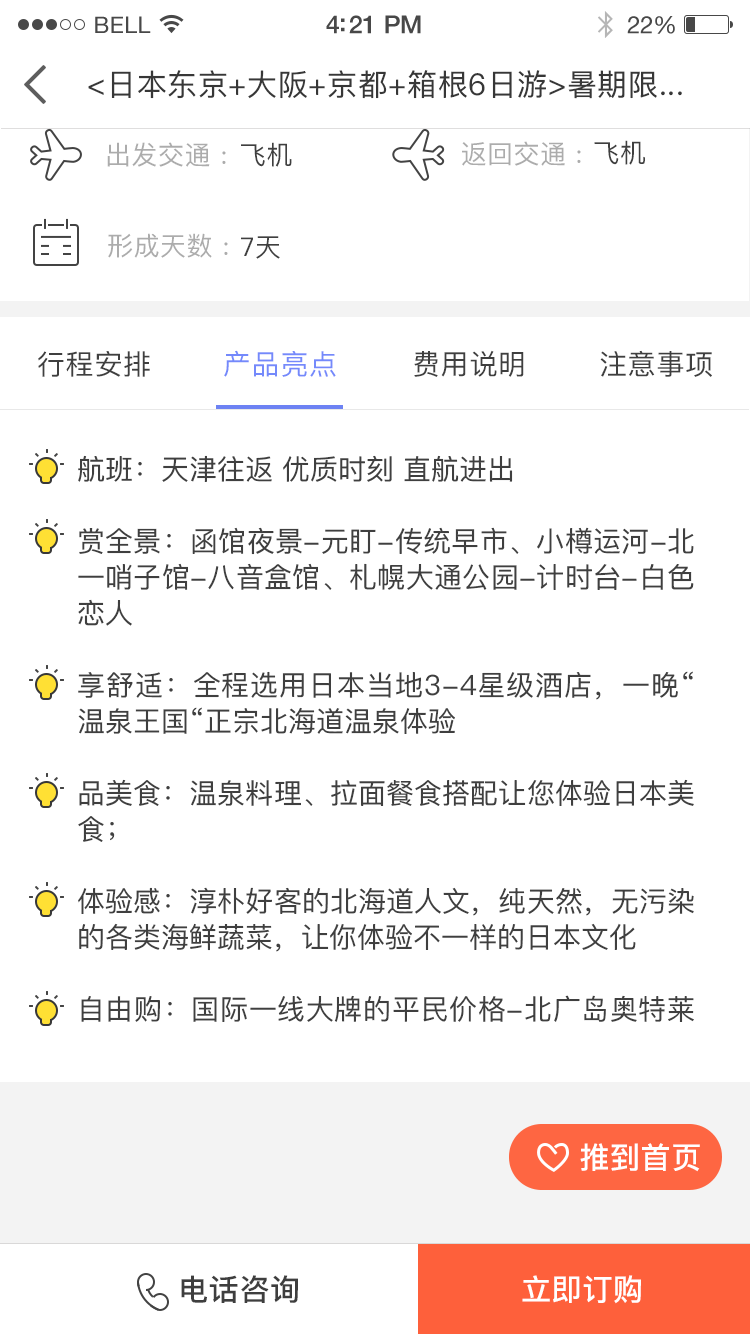 BELL 4:21 PM 22%
<日本东京+大阪+京都+箱根6日游>暑期限...
出发交通：飞机 返回交通：飞机
形成天数：7天
行程安排 产品亮点 费用说明 注意事项
航班：天津往返 优质时刻 直航进出
赏全景：函馆夜景–元盯–传统早市、小樽运河–北
一哨子馆–八音盒馆、札幌大通公园–计时台–白色
恋人
享舒适：全程选用日本当地3–4星级酒店，一晚“
温泉王国“正宗北海道温泉体验
品美食：温泉料理、拉面餐食搭配让您体验日本美
食；
体验感：淳朴好客的北海道人文，纯天然，无污染
的各类海鲜蔬菜，让你体验不一样的日本文化
自由购：国际一线大牌的平民价格–北广岛奥特莱
推到首页
电话咨询 立即订购